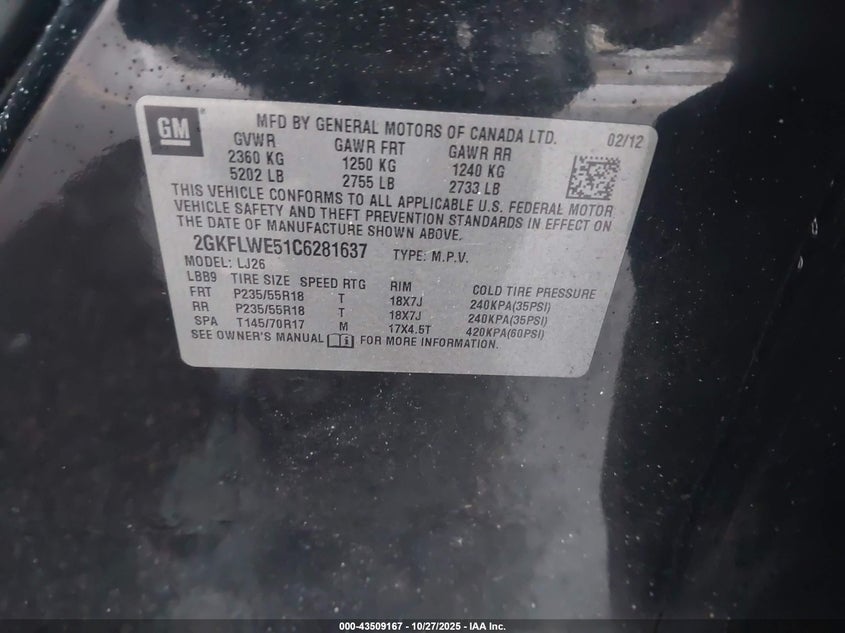 GM
MFD BY GENERAL MOTORS OF CANADA LTD. 02/12
GVWR GAWR FRT GAWR RR
2360 KG 1250 KG 1240 KG
5202 LB 2755 LB 2733 LB
THIS VEHICLE CONFORMS TO ALL APPLICABLE U.S. FEDERAL MOTOR
VEHICLE SAFETY AND THEFT PREVENTION STANDARDS IN EFFECT ON
THE DATE OF MANUFACTURE SHOWN ABOVE.
2GKFLWE51C6281637 TYPE: M.P.V.
MODEL: LJ26
LBB9 TIRE SIZE SPEED RTG RIM COLD TIRE PRESSURE
FRT P235/55R18 T 18X7J 240KPA(35PSI)
RR P235/55R18 T 18X7J 240KPA(35PSI)
SPA T145/70R17 M 17X4.5T 420KPA(60PSI)
SEE OWNER'S MANUAL i FOR MORE INFORMATION.
000-43509167 - 10/27/2025 - IAA Inc.